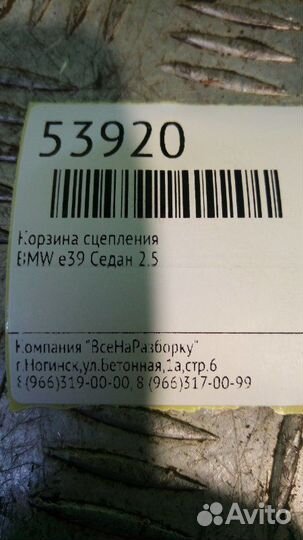 53920
Корзина сцепления
BMW e39 Седан 2.5
Компания "ВсеНаРазборку"
г.Ногинск,ул.Бетонная,1а,стр.6
8(966)319-00-00, 8 (966)317-00-99
Avito